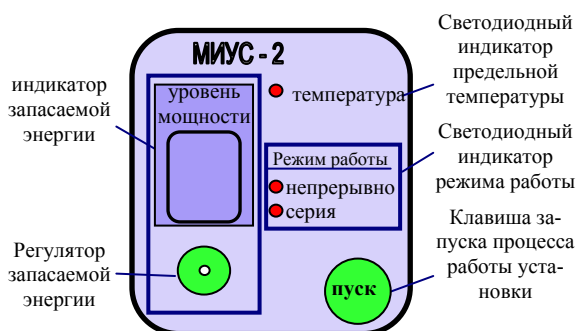 МИУС - 2
индикатор
запасаемой
энергии
Регулятор
запасаемой
энергии
уровень
мощности
температура
Режим работы
непрерывно
серия
пуск
Светодиодный
индикатор
предельной
температуры
Светодиодный
индикатор
режима работы
Клавиша за-
пуска процесса
работы уста-
новки